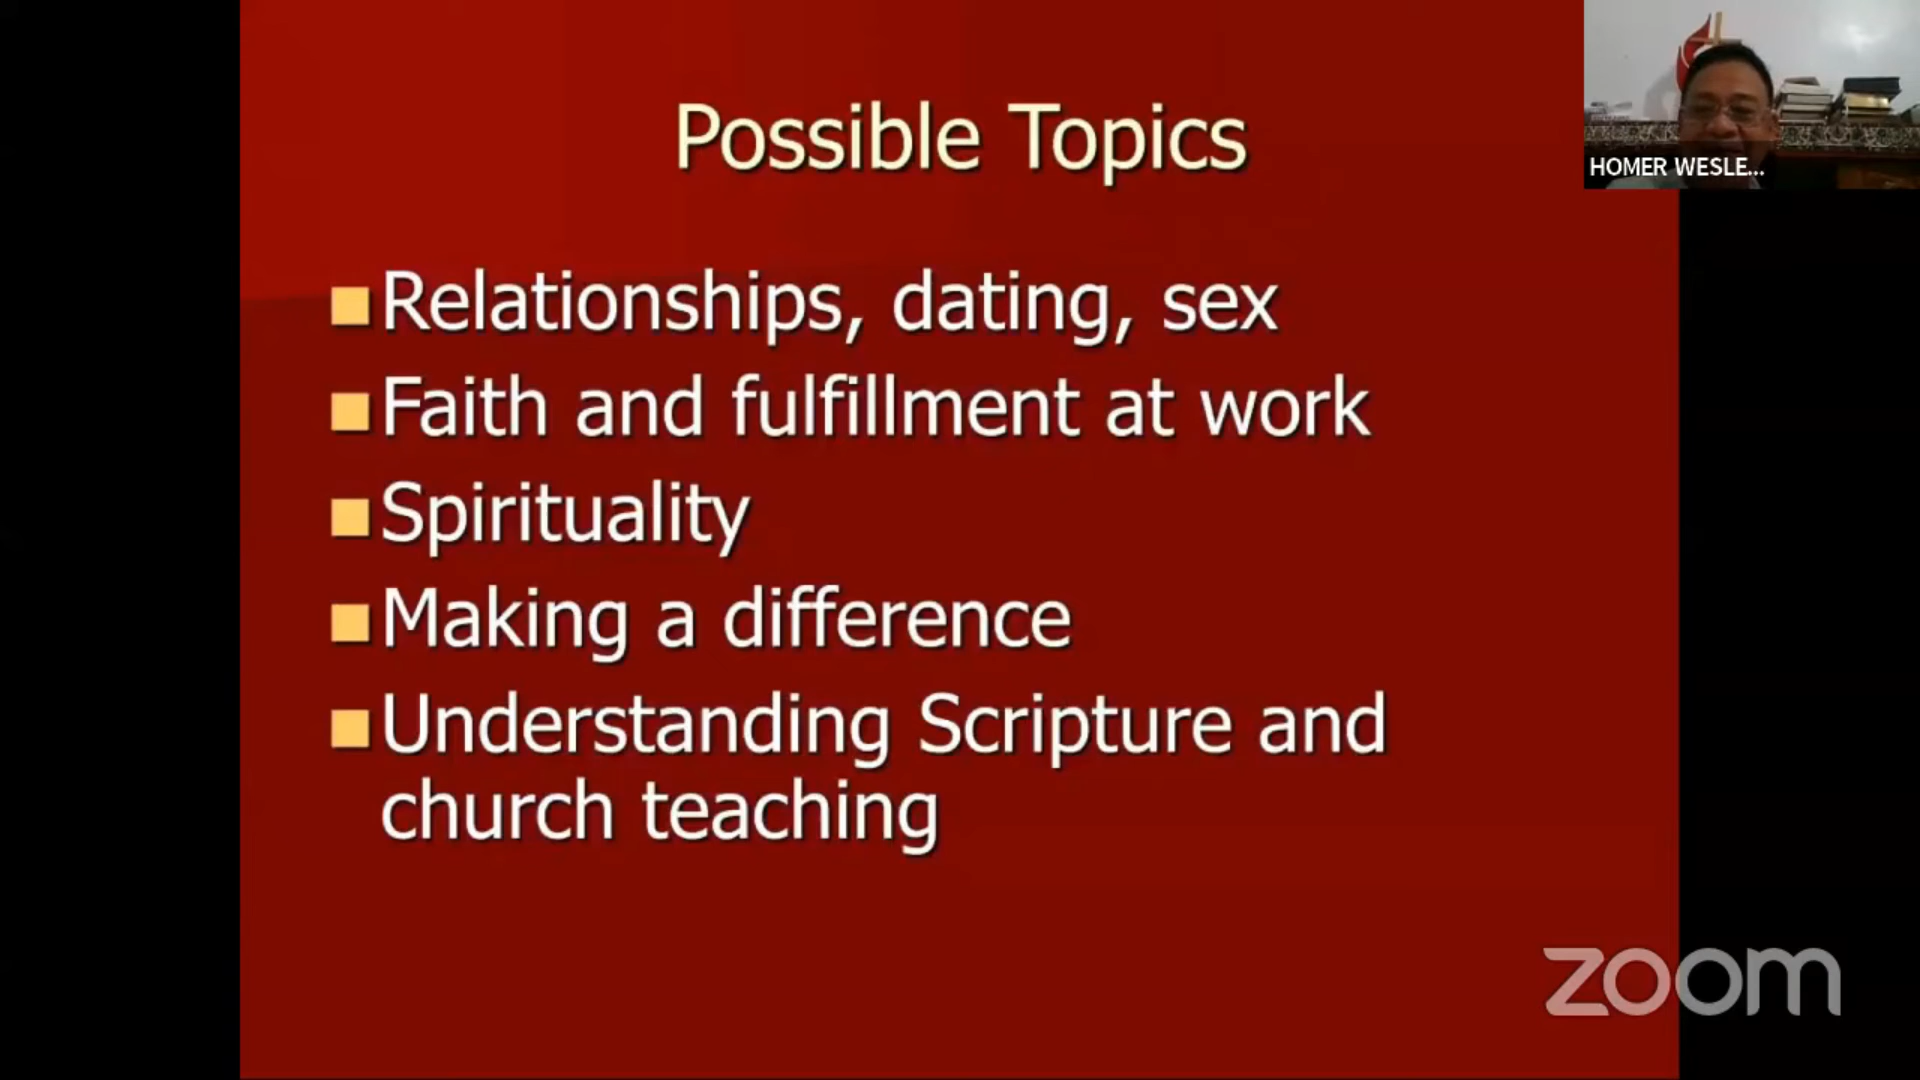 Possible Topics
HOMER WESLE...
Relationships, dating, sex
Faith and fulfillment at work
Spirituality
Making a difference
Understanding Scripture and
church teaching
zoom